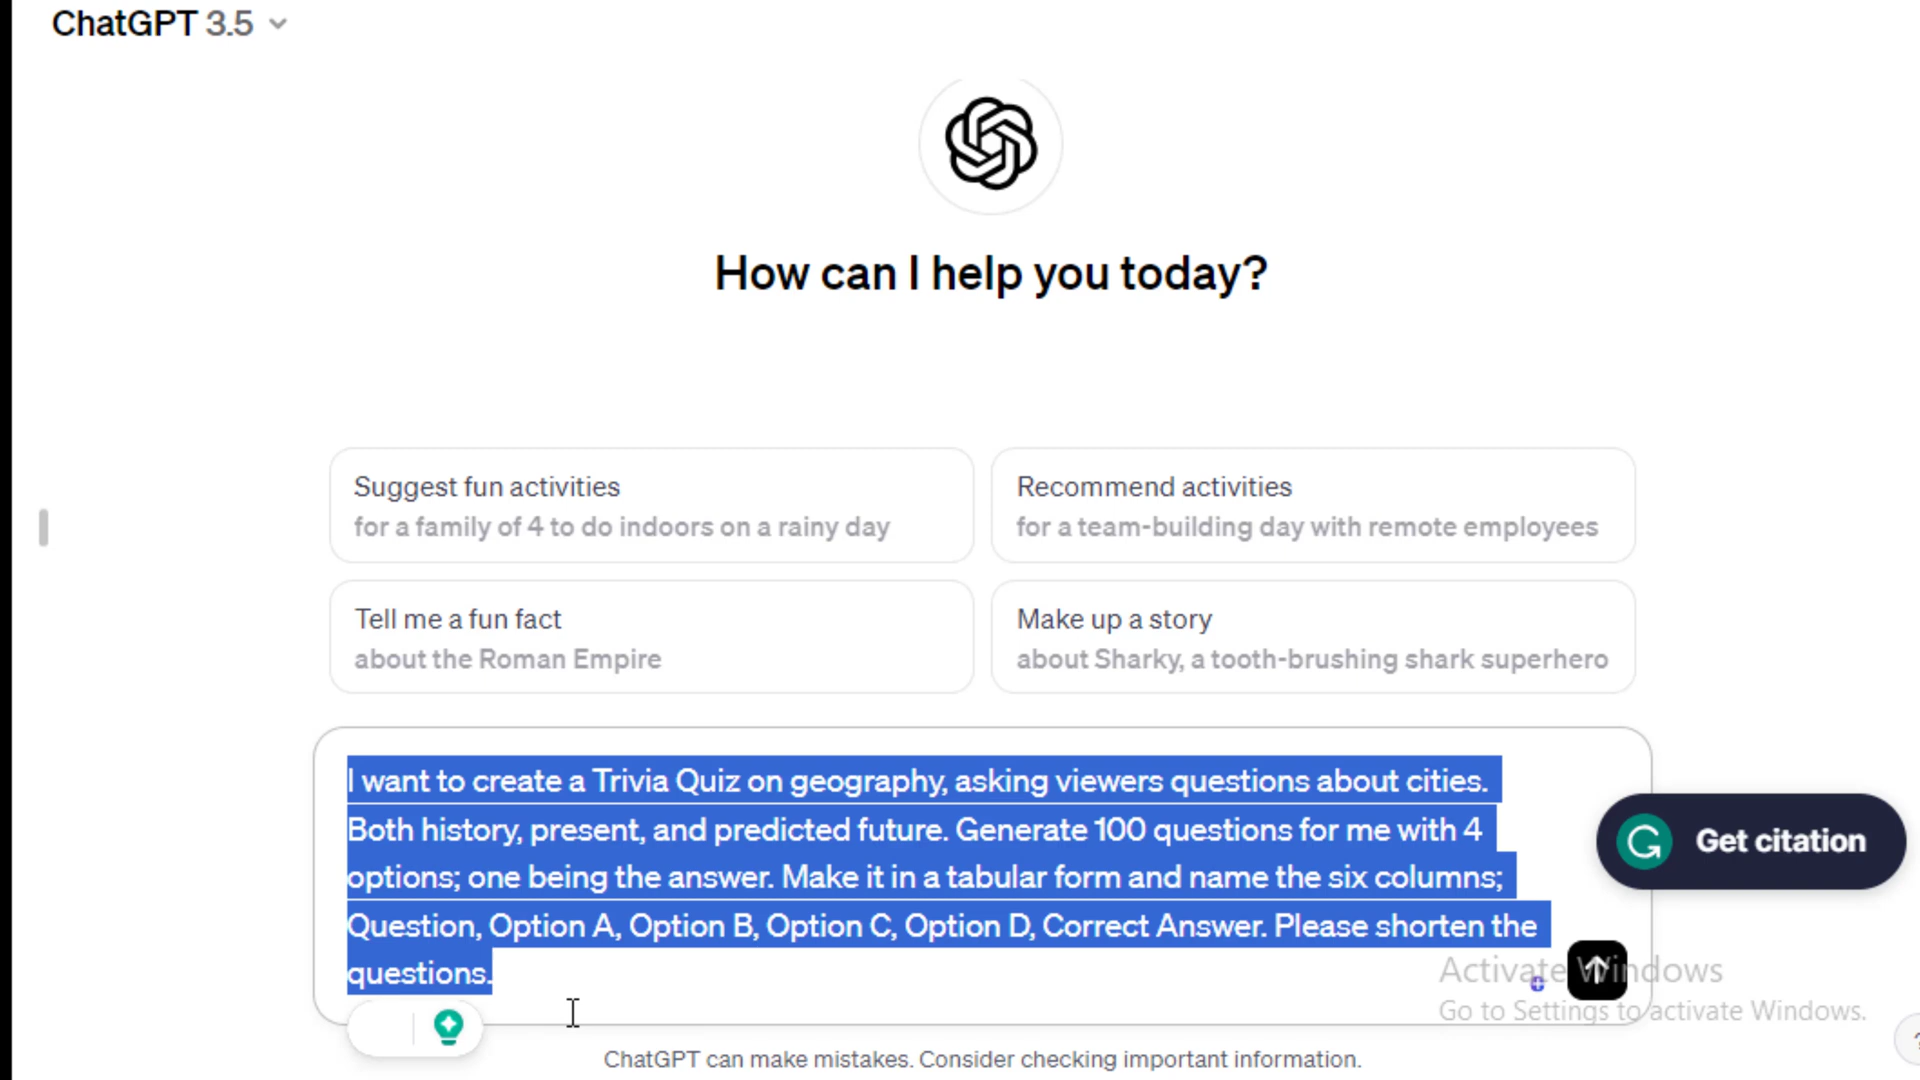 ChatGPT 3.5
How can I help you today?
Suggest fun activities
for a family of 4 to do indoors on a rainy day
Recommend activities
for a team-building day with remote employees
Tell me a fun fact
about the Roman Empire
Make up a story
about Sharky, a tooth-brushing shark superhero
I want to create a Trivia Quiz on geography, asking viewers questions about cities.
Both history, present, and predicted future. Generate 100 questions for me with 4
options; one being the answer. Make it in a tabular form and name the six columns;
Question, Option A, Option B, Option C, Option D, Correct Answer. Please shorten the
questions.
Get citation
Activate Windows
Go to Settings to activate Windows.
ChatGPT can make mistakes. Consider checking important information.
?